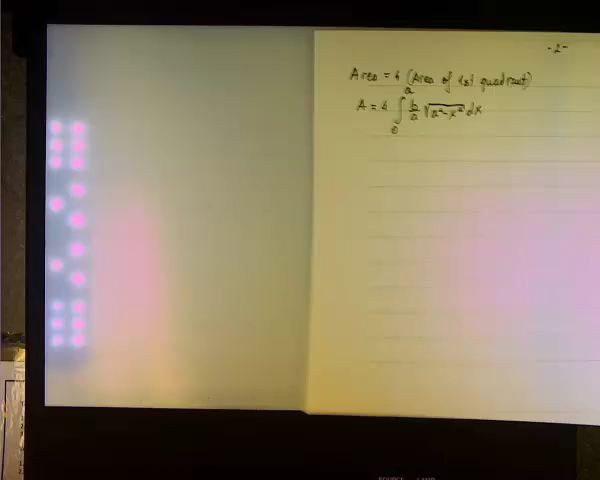 -2-
Area = 4 (Area of 1st quadrant)
A = 4 ∫₀ᵃ b/a √(a²-x²) dx